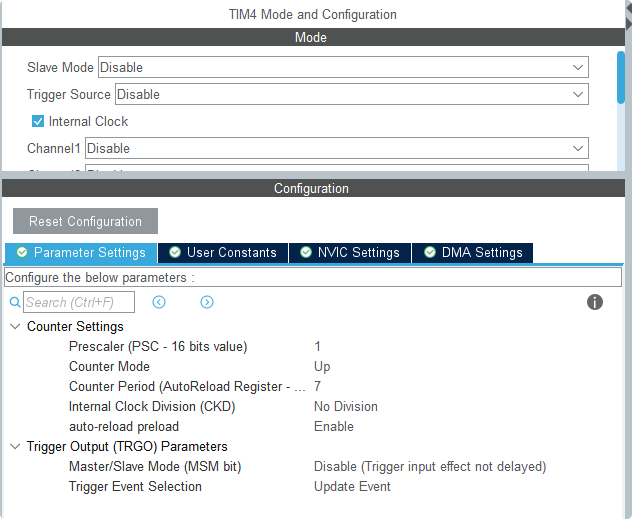 TIM4 Mode and Configuration
Mode
Slave Mode Disable
Trigger Source Disable
Internal Clock
Channel1 Disable
Configuration
Reset Configuration
Parameter Settings User Constants NVIC Settings DMA Settings
Configure the below parameters :
Search (Ctrl+F)
Counter Settings
Prescaler (PSC - 16 bits value) 1
Counter Mode Up
Counter Period (AutoReload Register - ... 7
Internal Clock Division (CKD) No Division
auto-reload preload Enable
Trigger Output (TRGO) Parameters
Master/Slave Mode (MSM bit) Disable (Trigger input effect not delayed)
Trigger Event Selection Update Event